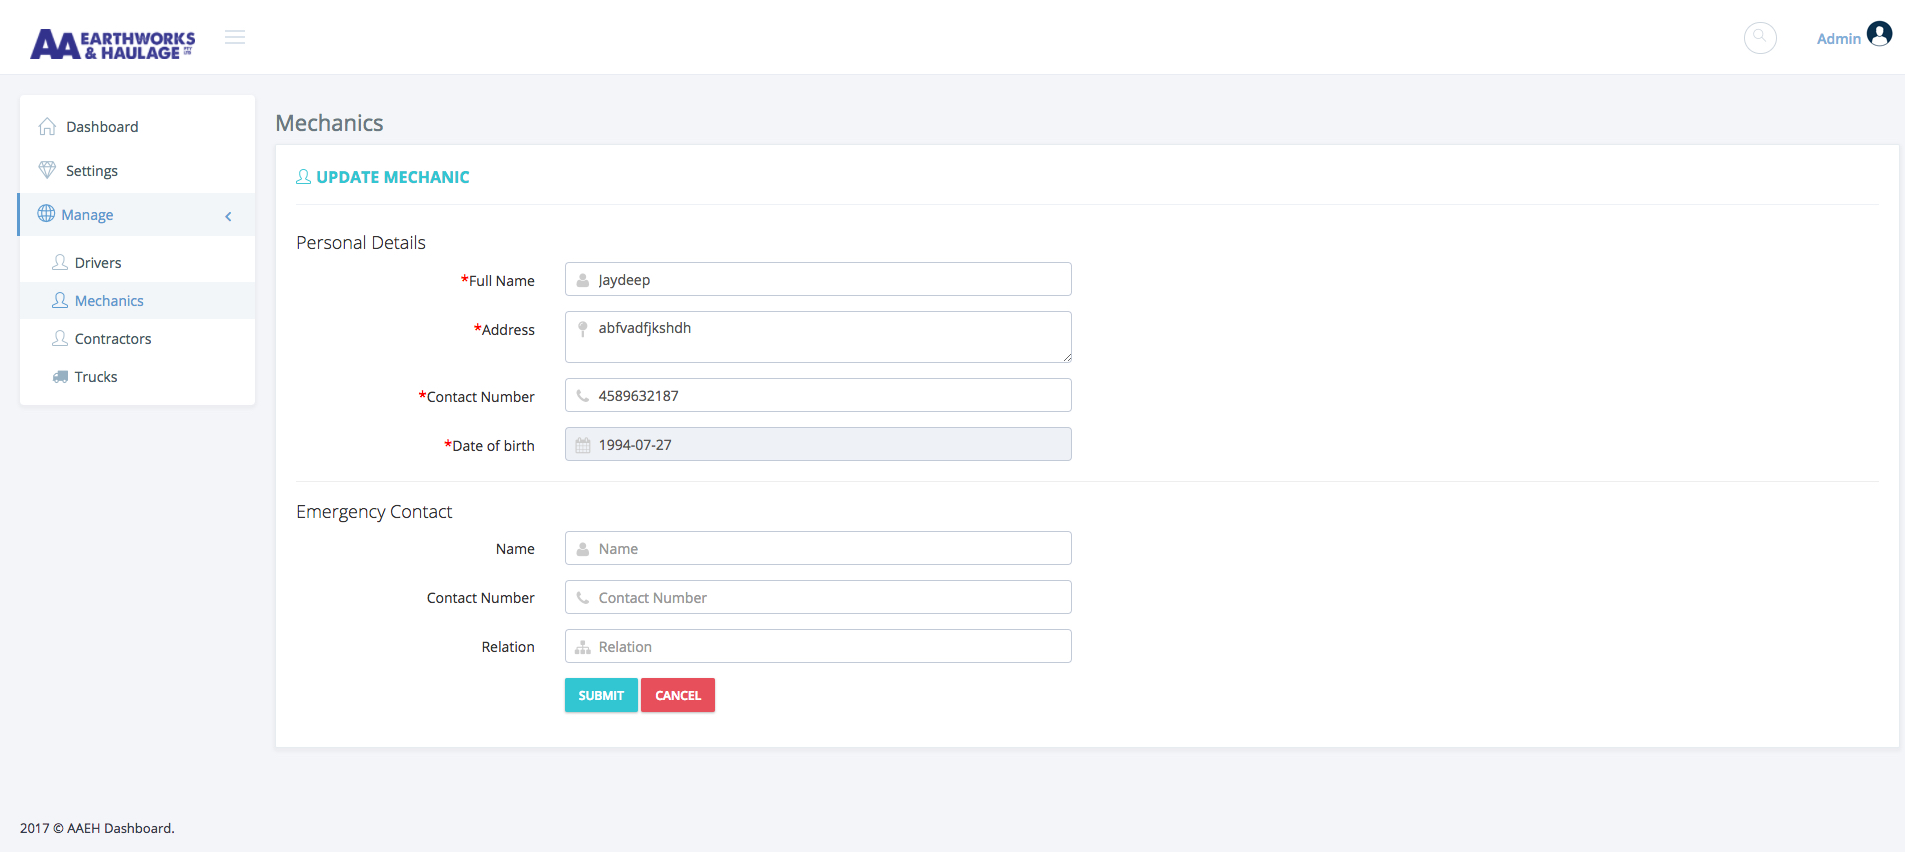 AA EARTHWORKS
& HAULAGE PTY LTD
Admin
Dashboard
Settings
Manage
Drivers
Mechanics
Contractors
Trucks
Mechanics
UPDATE MECHANIC
Personal Details
*Full Name Jaydeep
*Address abfvadfjkshdh
*Contact Number 4589632187
*Date of birth 1994-07-27
Emergency Contact
Name Name
Contact Number Contact Number
Relation Relation
SUBMIT CANCEL
2017 © AAEH Dashboard.